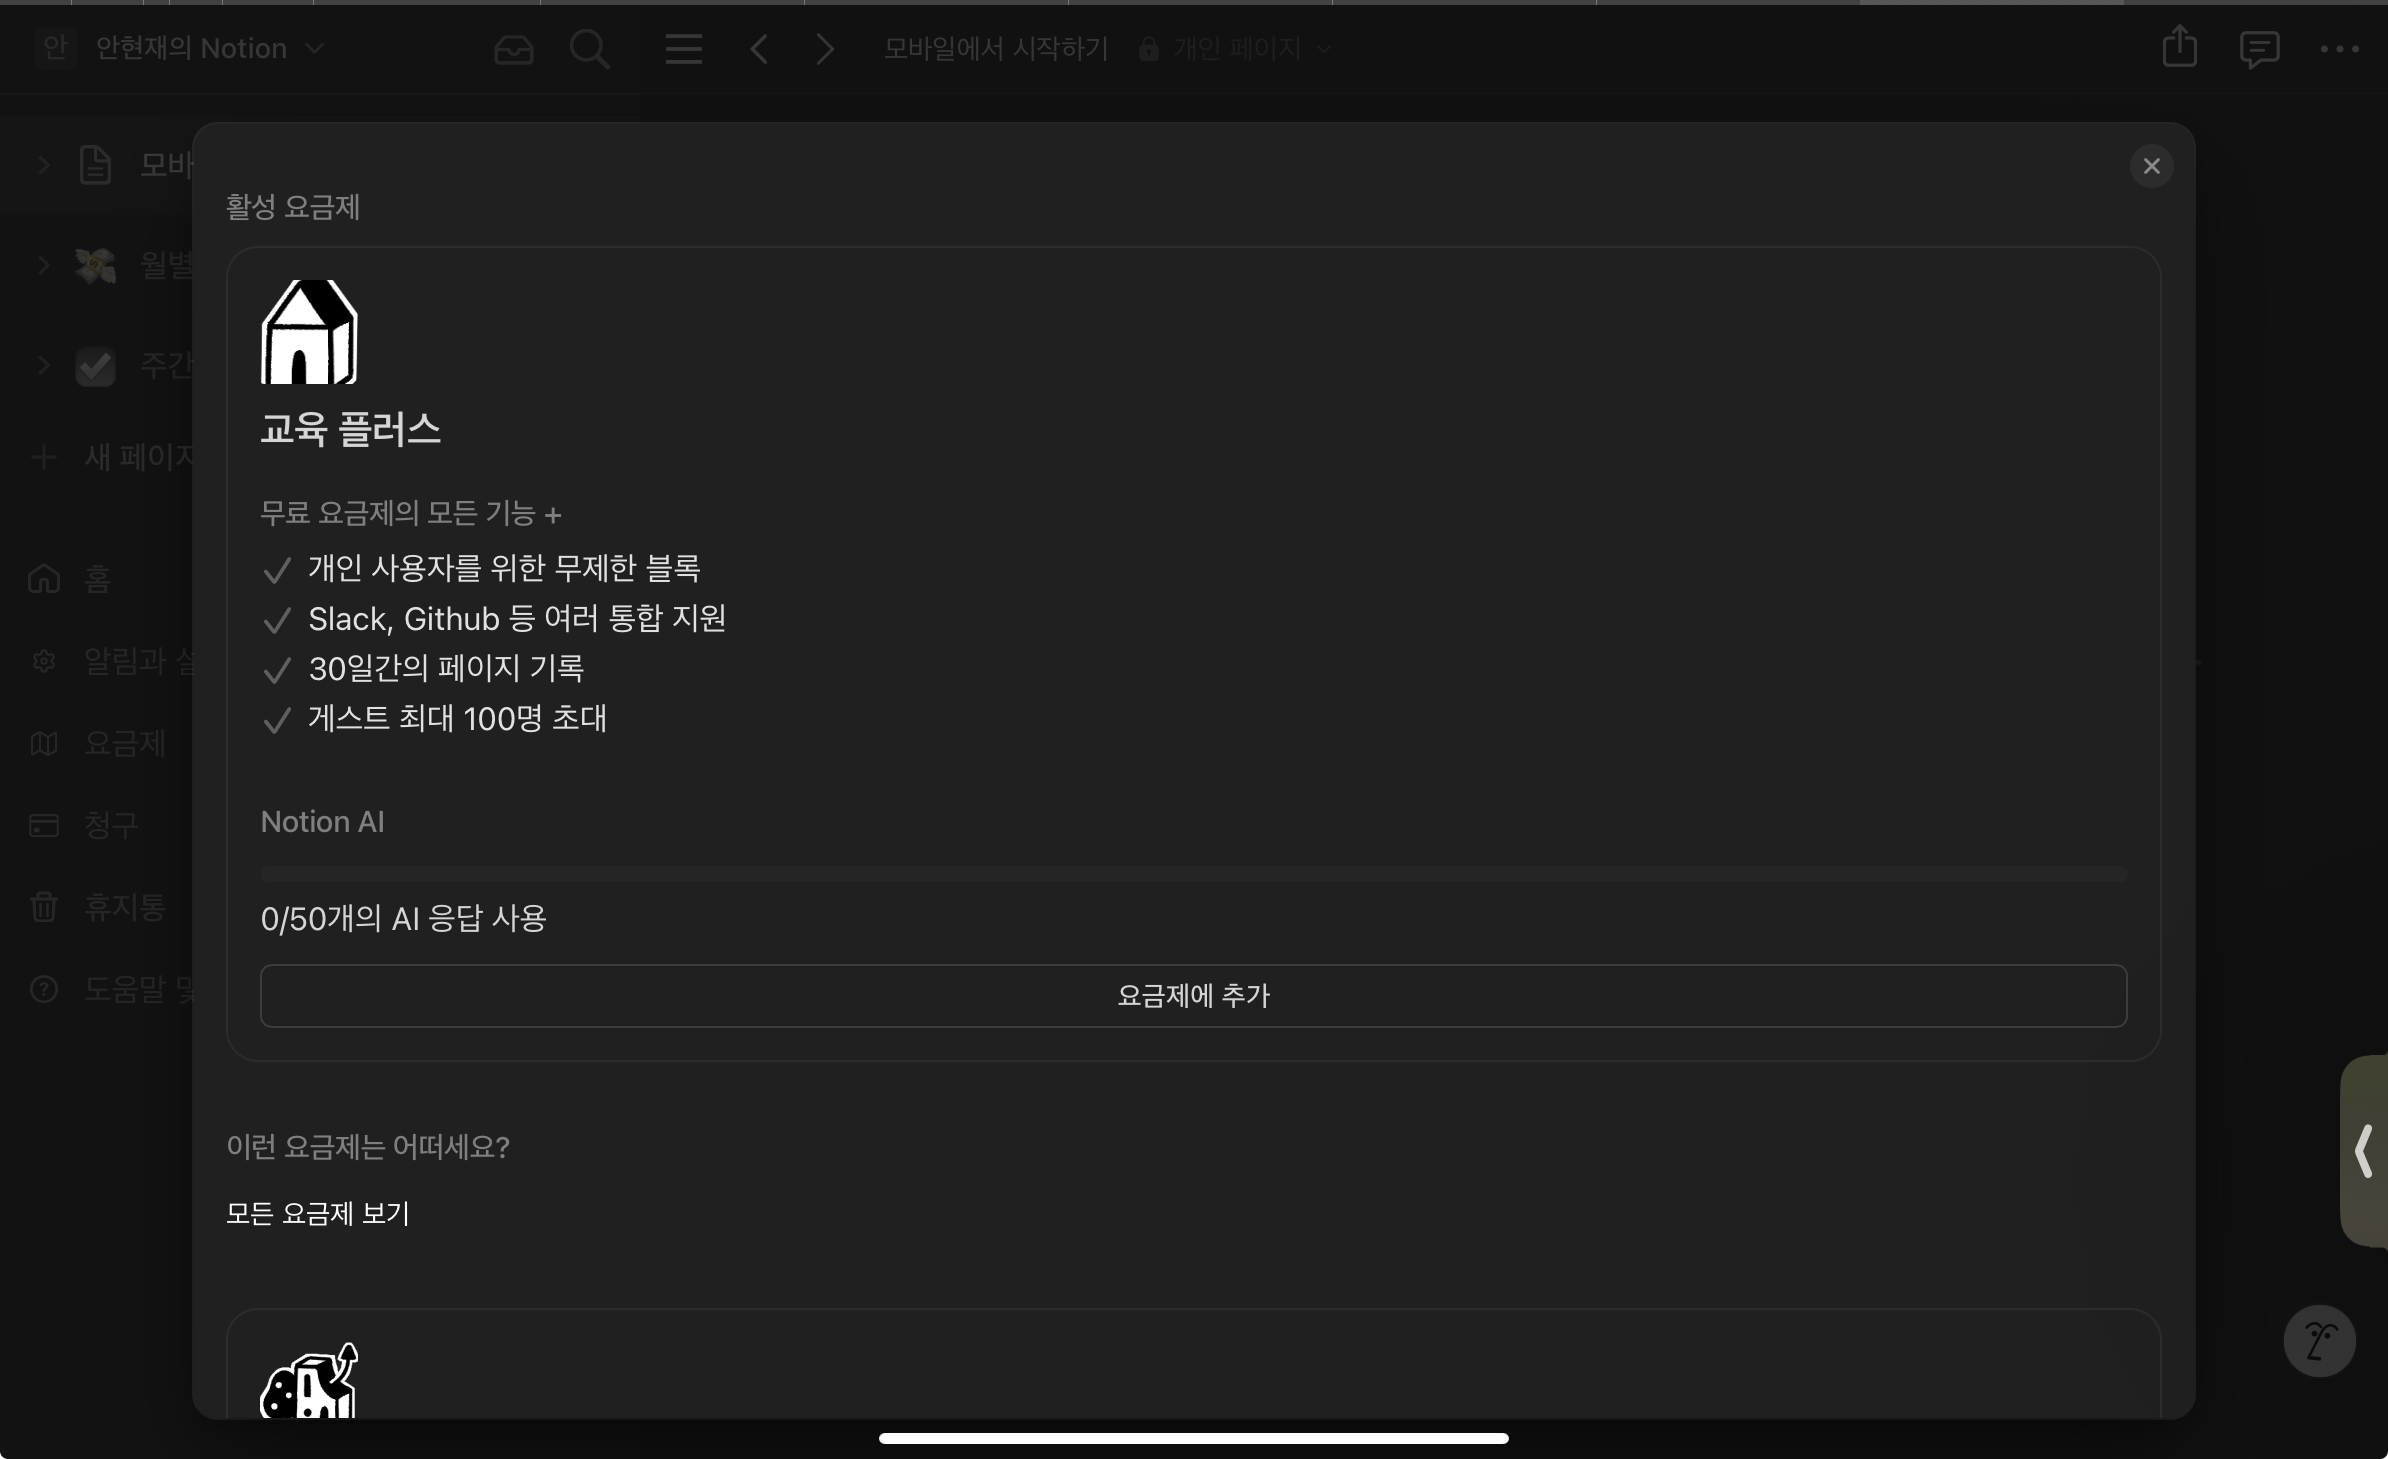 안 안현재의 Notion
모바일에서 시작하기 개인 페이지
모바
월별
주간
새 페이지
홈
알림과 설
요금제
청구
휴지통
도움말 및
활성 요금제
교육 플러스
무료 요금제의 모든 기능 +
개인 사용자를 위한 무제한 블록
Slack, Github 등 여러 통합 지원
30일간의 페이지 기록
게스트 최대 100명 초대
Notion AI
0/50개의 AI 응답 사용
요금제에 추가
이런 요금제는 어떠세요?
모든 요금제 보기